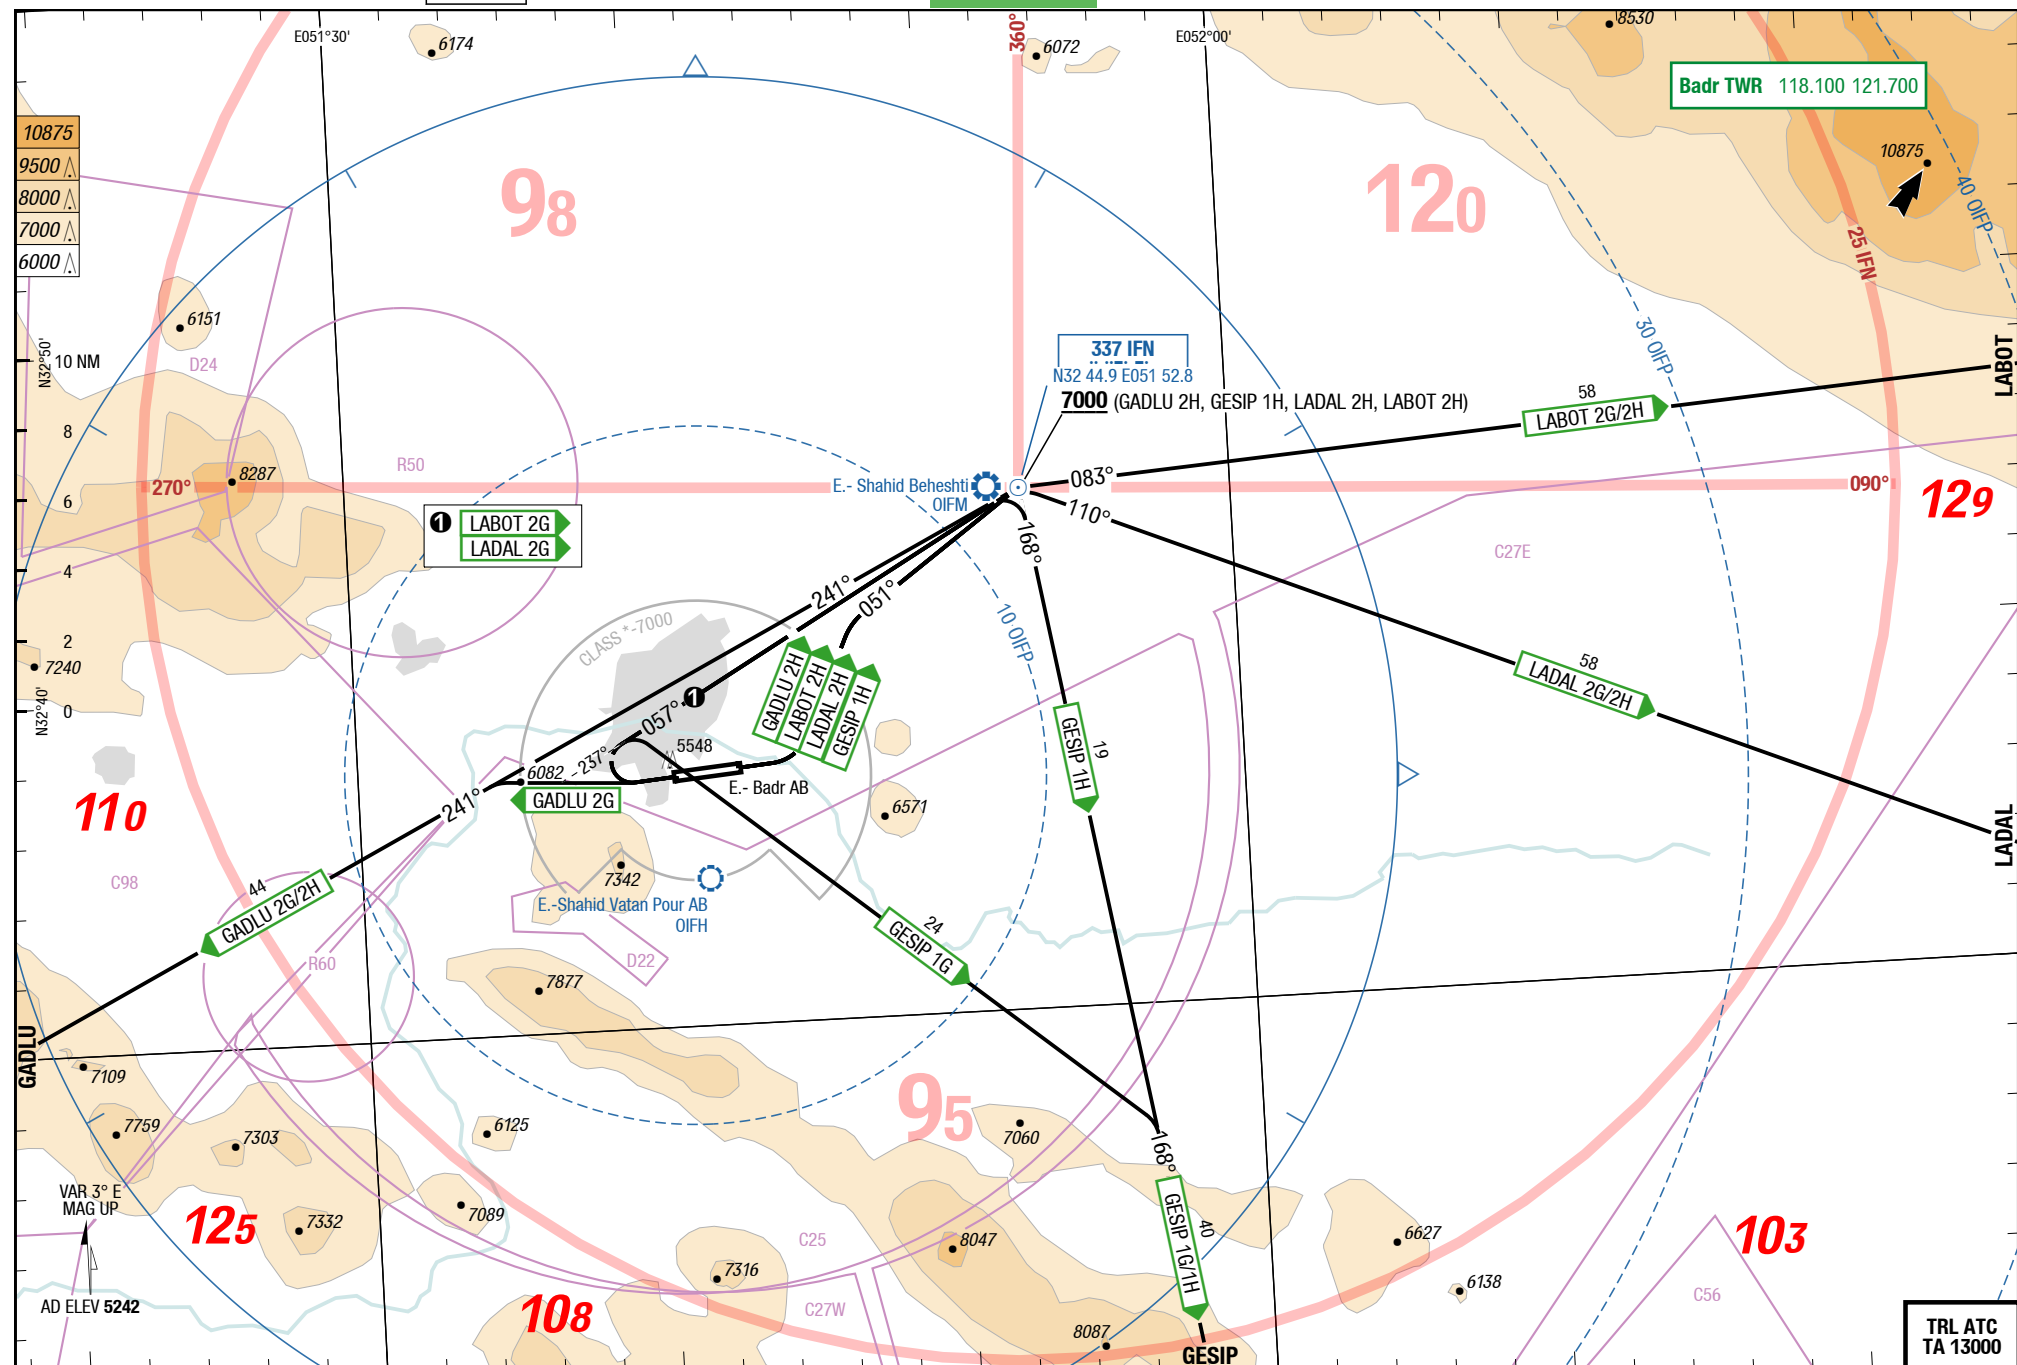 E051°30'
6174
360°
6072
E052°00'
8530
Badr TWR 118.100 121.700
10875
9500
8000
7000
6000
98
120
10875
40 OIFP
25 IFN
6151
D24
N32°50'
10 NM
8
6
4
2
0
N32°40'
30 OIFP
337 IFN
N32 44.9 E051 52.8
7000 (GADLU 2H, GESIP 1H, LADAL 2H, LABOT 2H)
58
LABOT 2G/2H
LABOT
R50
8287
270°
E.- Shahid Beheshti
OIFM
083°
090°
129
1 LABOT 2G
LADAL 2G
110°
168°
C27E
241°
051°
10 OIFP
CLASS *-7000
7240
58
LADAL 2G/2H
LADAL
GADLU 2H
LABOT 2H
LADAL 2H
GESIP 1H
1
057°
237°
5548
6082
E.- Badr AB
GADLU 2G
19
GESIP 1H
241°
110
6571
C98
44
GADLU 2G/2H
7342
E.-Shahid Vatan Pour AB
OIFH
24
GESIP 1G
R60
D22
7877
GADLU
7109
7759
7303
6125
95
7060
168°
VAR 3° E
MAG UP
125
7332
7089
C25
8047
40
GESIP 1G/1H
6627
103
7316
6138
AD ELEV 5242
108
C27W
C56
8087
GESIP
TRL ATC
TA 13000